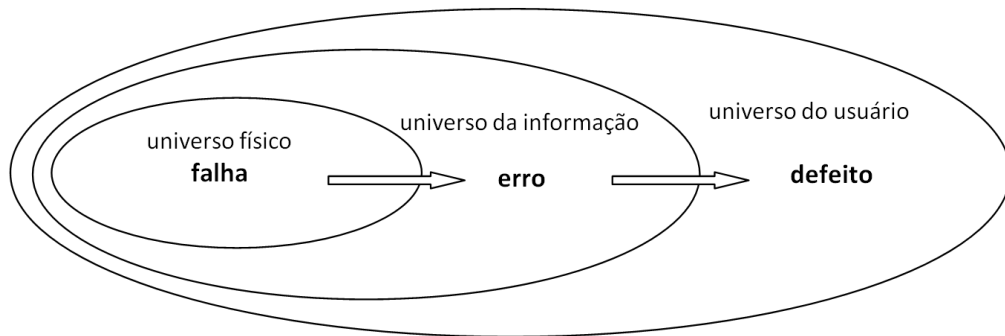 universo físico
falha
universo da informação
erro
universo do usuário
defeito